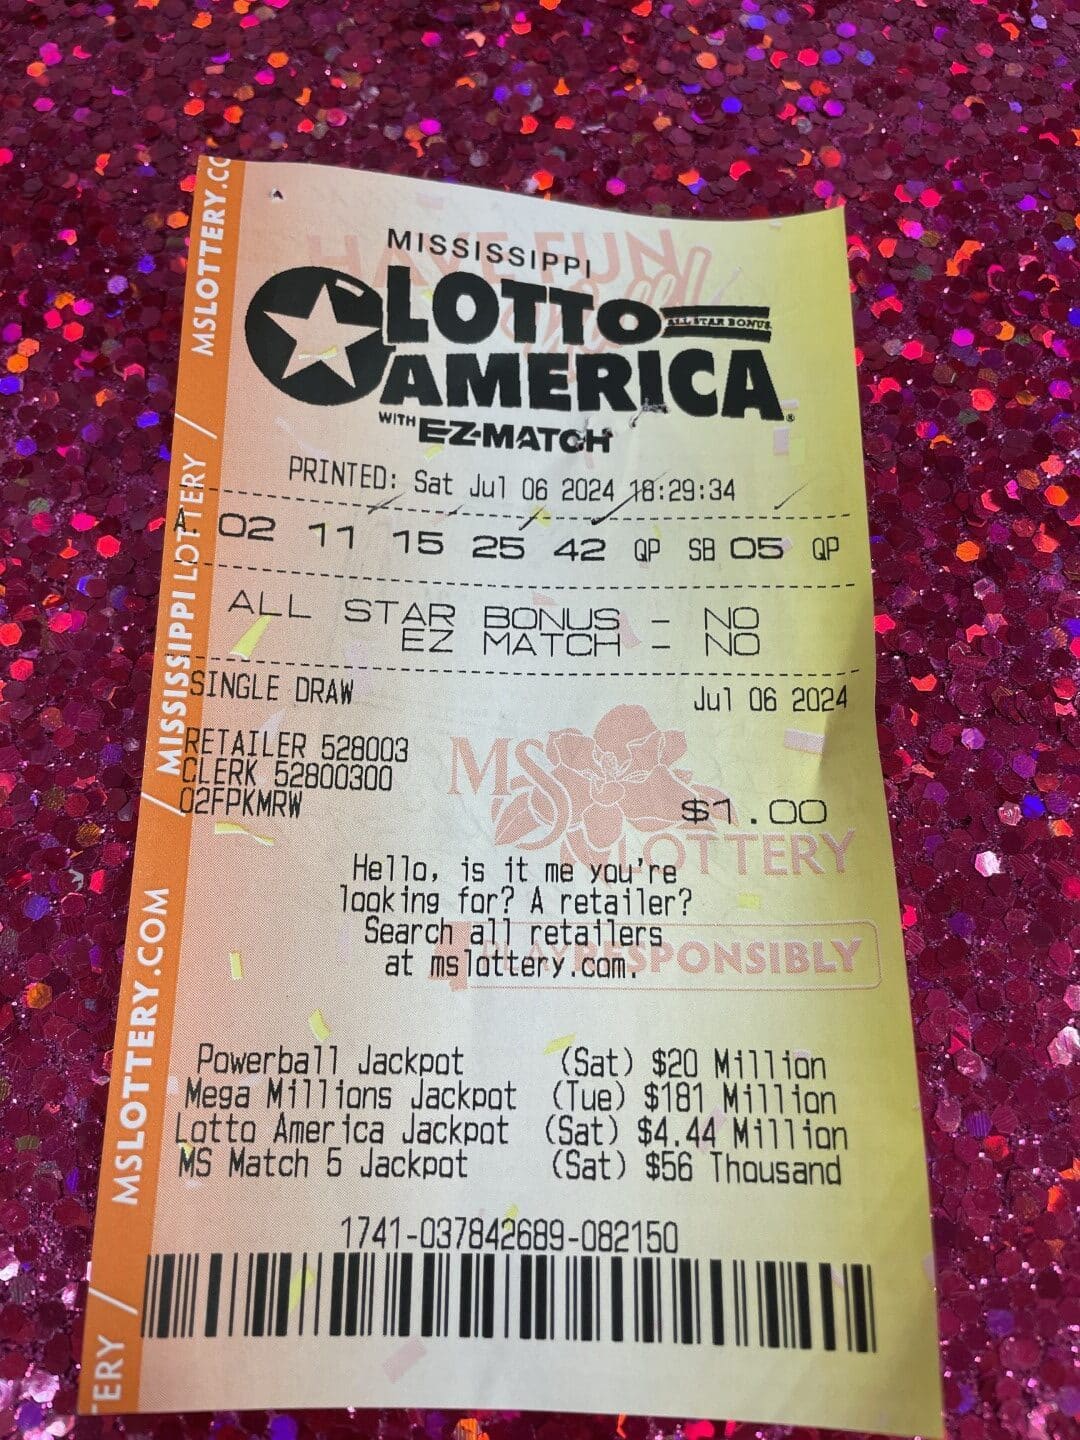 MISSISSIPPI
LOTTO
ALL STAR BONUS
AMERICA®
WITH EZ-MATCH
PRINTED: Sat Jul 06 2024 18:29:34
A. 02 11 15 25 42 QP SB 05 QP
ALL STAR BONUS - NO
EZ MATCH - NO
SINGLE DRAW Jul 06 2024
RETAILER 528003
CLERK 52800300
02FPKMRW
$1.00
Hello, is it me you're
looking for? A retailer?
Search all retailers
at mslottery.com.
Powerball Jackpot (Sat) $20 Million
Mega Millions Jackpot (Tue) $181 Million
Lotto America Jackpot (Sat) $4.44 Million
MS Match 5 Jackpot (Sat) $56 Thousand
1741-037842689-082150
HAVE FUN
MS
LOTTERY
PLAY RESPONSIBLY
MSLOTTERY.CO
MISSISSIPPI LOTTERY /
MSLOTTERY.COM /
TERY /